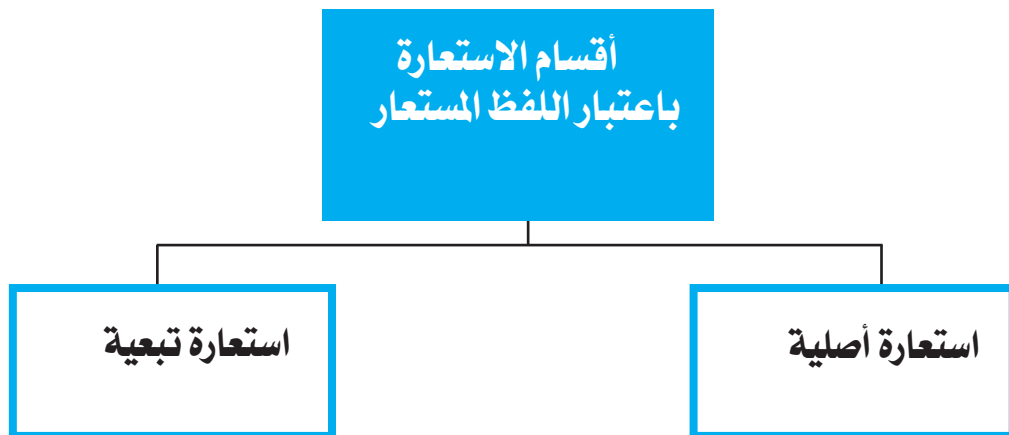 أقسام الاستعارة
باعتبار اللفظ المستعار
استعارة أصلية
استعارة تبعية